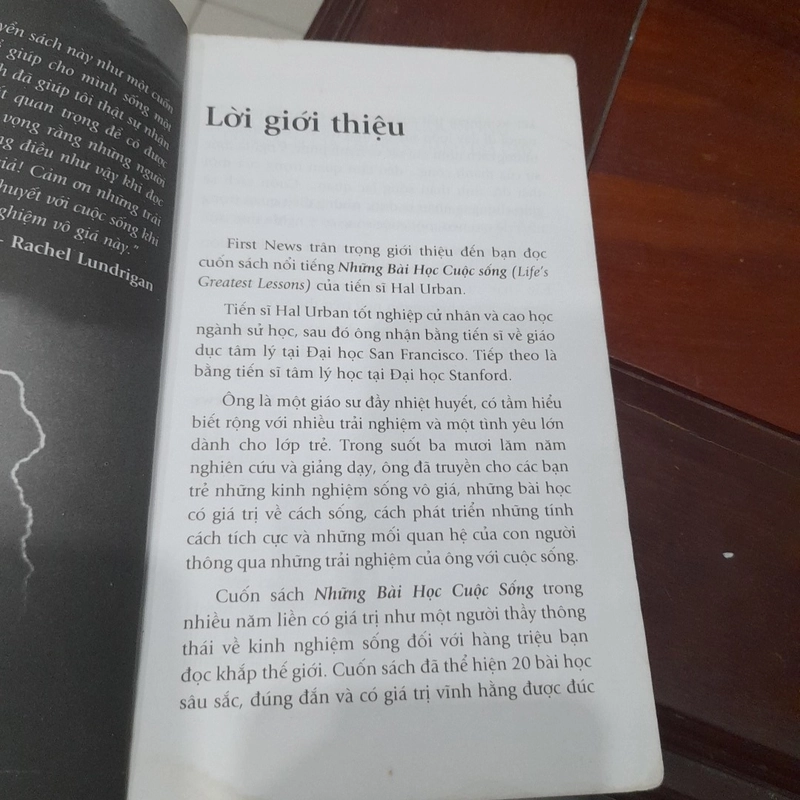 yển sách này như một cuốn
giúp cho mình sống một
đã giúp tôi thật sự nhận
quan trọng để có được
vọng rằng những người
điều như vậy khi đọc
giá! Cảm ơn những trải
huyết với cuộc sống khi
nghiệm vô giá này."
- Rachel Lundrigan
Lời giới thiệu
First News trân trọng giới thiệu đến bạn đọc
cuốn sách nổi tiếng Những Bài Học Cuộc sống (Life's
Greatest Lessons) của tiến sĩ Hal Urban.
Tiến sĩ Hal Urban tốt nghiệp cử nhân và cao học
ngành sử học, sau đó ông nhận bằng tiến sĩ về giáo
dục tâm lý tại Đại học San Francisco. Tiếp theo là
bằng tiến sĩ tâm lý học tại Đại học Stanford.
Ông là một giáo sư đầy nhiệt huyết, có tầm hiểu
biết rộng với nhiều trải nghiệm và một tình yêu lớn
dành cho lớp trẻ. Trong suốt ba mươi lăm năm
nghiên cứu và giảng dạy, ông đã truyền cho các bạn
trẻ những kinh nghiệm sống vô giá, những bài học
có giá trị về cách sống, cách phát triển những tính
cách tích cực và những mối quan hệ của con người
thông qua những trải nghiệm của ông với cuộc sống.
Cuốn sách Những Bài Học Cuộc Sống trong
nhiều năm liền có giá trị như một người thầy thông
thái về kinh nghiệm sống đối với hàng triệu bạn
đọc khắp thế giới. Cuốn sách đã thể hiện 20 bài học
sâu sắc, đúng đắn và có giá trị vĩnh hằng được đúc